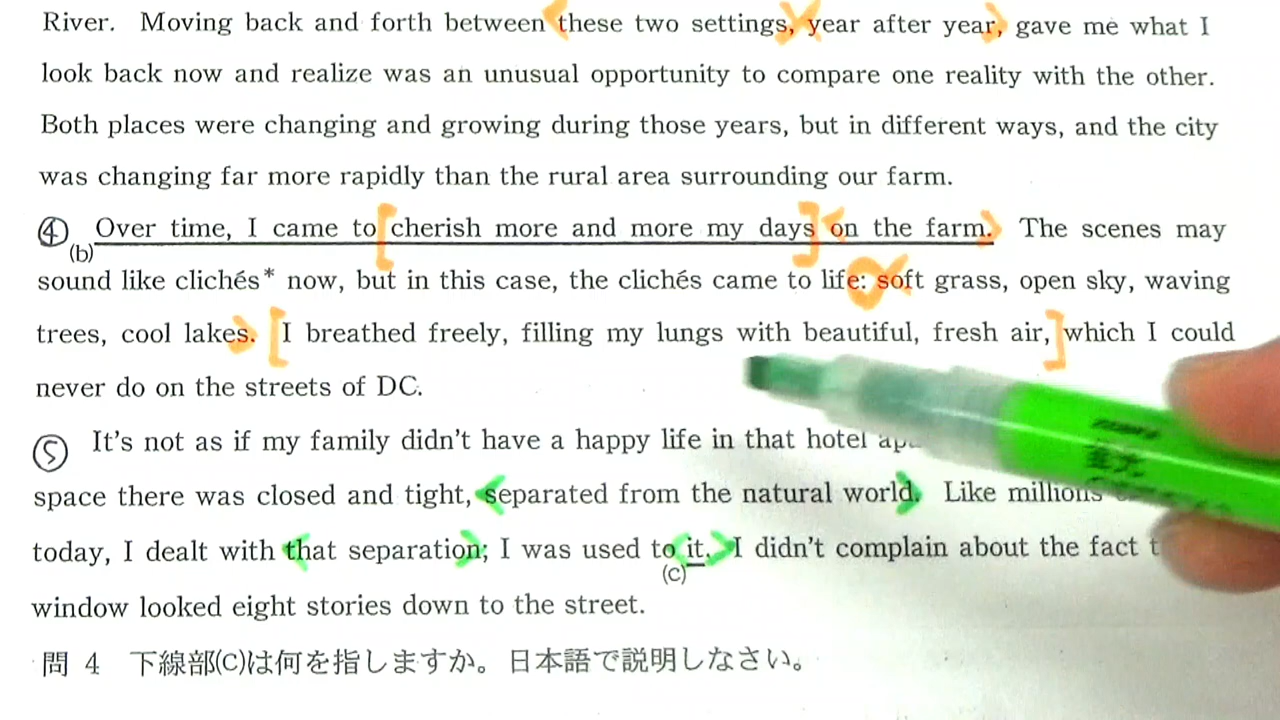 River. Moving back and forth between these two settings, year after year, gave me what I
look back now and realize was an unusual opportunity to compare one reality with the other.
Both places were changing and growing during those years, but in different ways, and the city
was changing far more rapidly than the rural area surrounding our farm.
④ (b) Over time, I came to cherish more and more my days on the farm. The scenes may
sound like clichés* now, but in this case, the clichés came to life: soft grass, open sky, waving
trees, cool lakes. I breathed freely, filling my lungs with beautiful, fresh air, which I could
never do on the streets of DC.
⑤ It's not as if my family didn't have a happy life in that hotel
space there was closed and tight, separated from the natural world. Like millions
today, I dealt with that separation; I was used to it. I didn't complain about the fact
(c)
window looked eight stories down to the street.
問 4 下線部(C)は何を指しますか。日本語で説明しなさい。
ZEBRA
蛍光